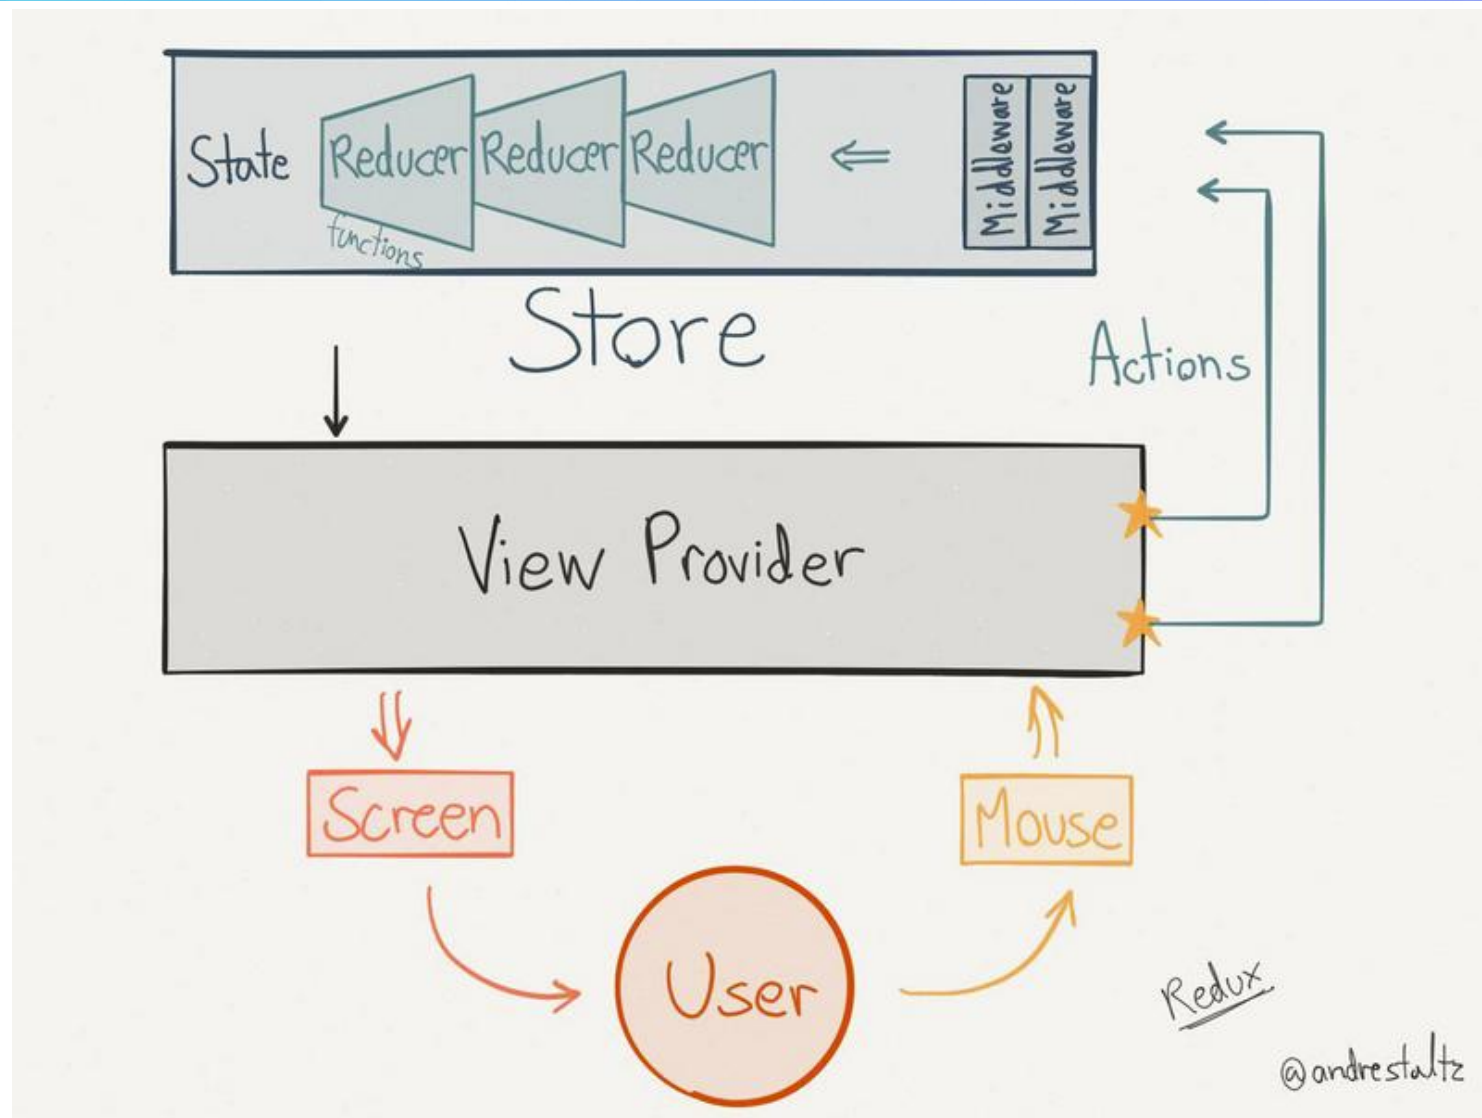 State
Reducer
Reducer
Reducer
functions
Middleware
Middleware
Store
Actions
View Provider
Screen
Mouse
User
Redux
@andrestaltz